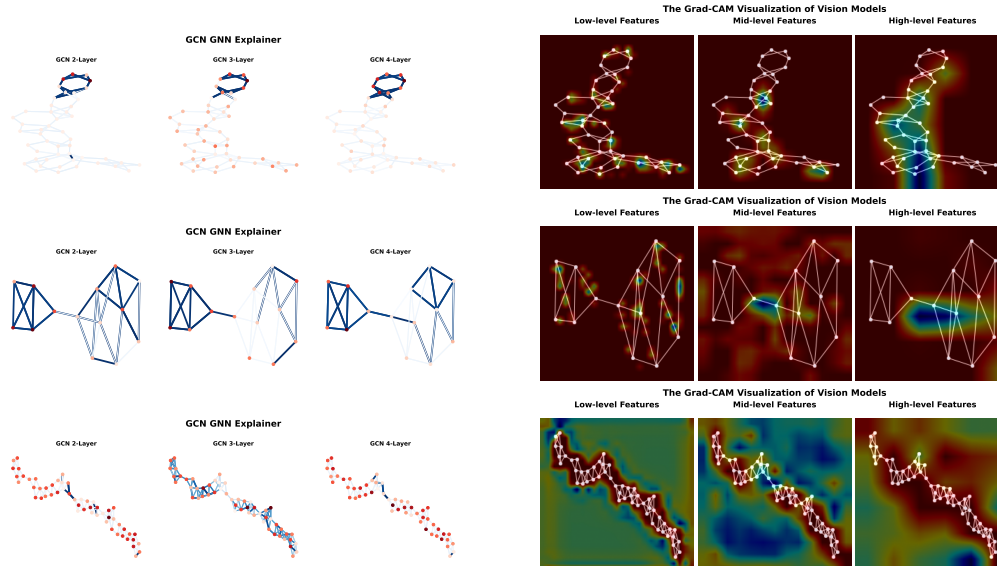 The Grad-CAM Visualization of Vision Models
Low-level Features
Mid-level Features
High-level Features
GCN GNN Explainer
GCN 2-Layer
GCN 3-Layer
GCN 4-Layer
The Grad-CAM Visualization of Vision Models
Low-level Features
Mid-level Features
High-level Features
GCN GNN Explainer
GCN 2-Layer
GCN 3-Layer
GCN 4-Layer
The Grad-CAM Visualization of Vision Models
Low-level Features
Mid-level Features
High-level Features
GCN GNN Explainer
GCN 2-Layer
GCN 3-Layer
GCN 4-Layer